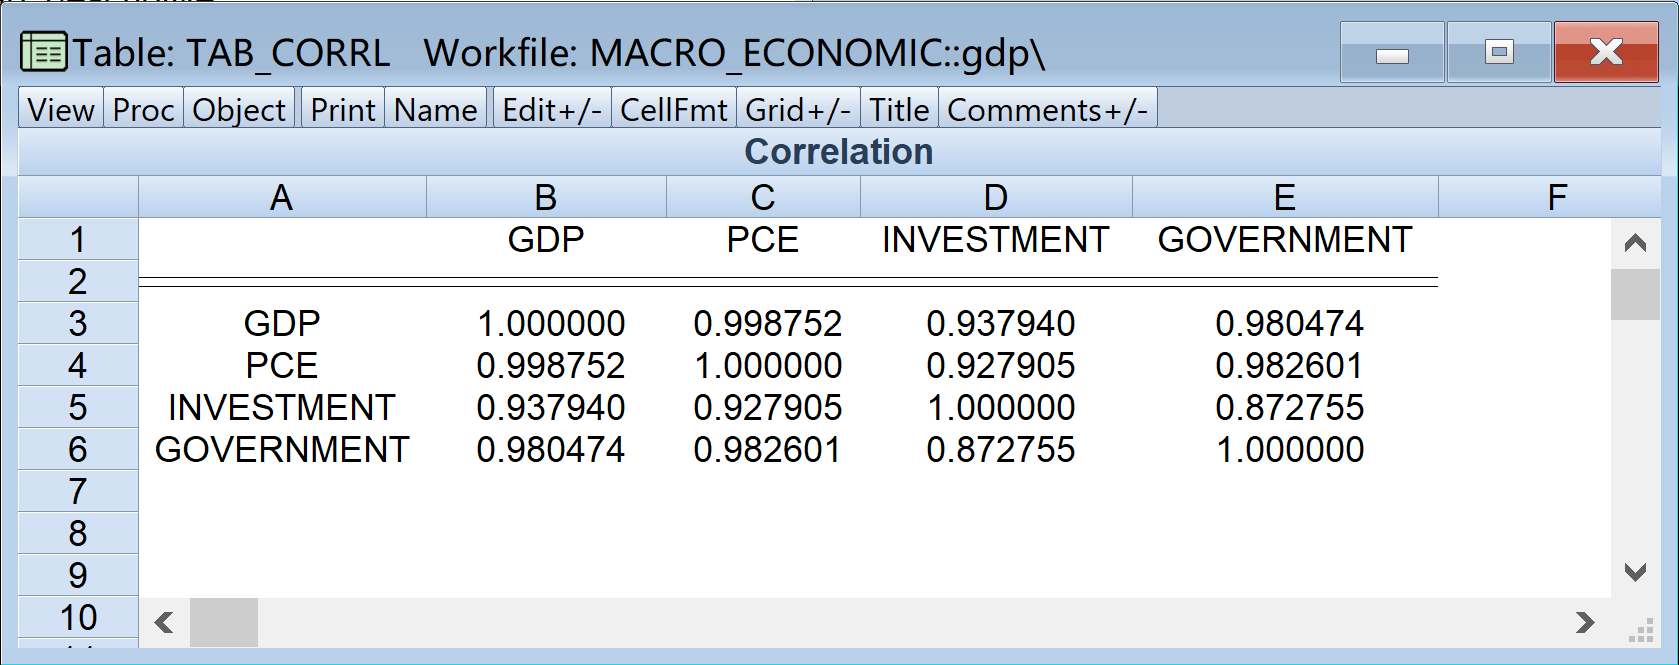 Table: TAB_CORRL Workfile: MACRO_ECONOMIC::gdp\
View Proc Object Print Name Edit+/- CellFmt Grid+/- Title Comments+/-
Correlation
A B C D E F
1 GDP PCE INVESTMENT GOVERNMENT
2
3 GDP 1.000000 0.998752 0.937940 0.980474
4 PCE 0.998752 1.000000 0.927905 0.982601
5 INVESTMENT 0.937940 0.927905 1.000000 0.872755
6 GOVERNMENT 0.980474 0.982601 0.872755 1.000000
7
8
9
10